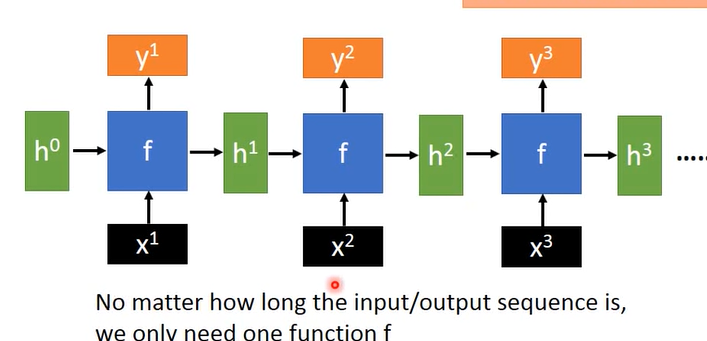 y¹ y² y³
h⁰ f h¹ f h² f h³ .....
x¹ x² x³
No matter how long the input/output sequence is,
we only need one function f